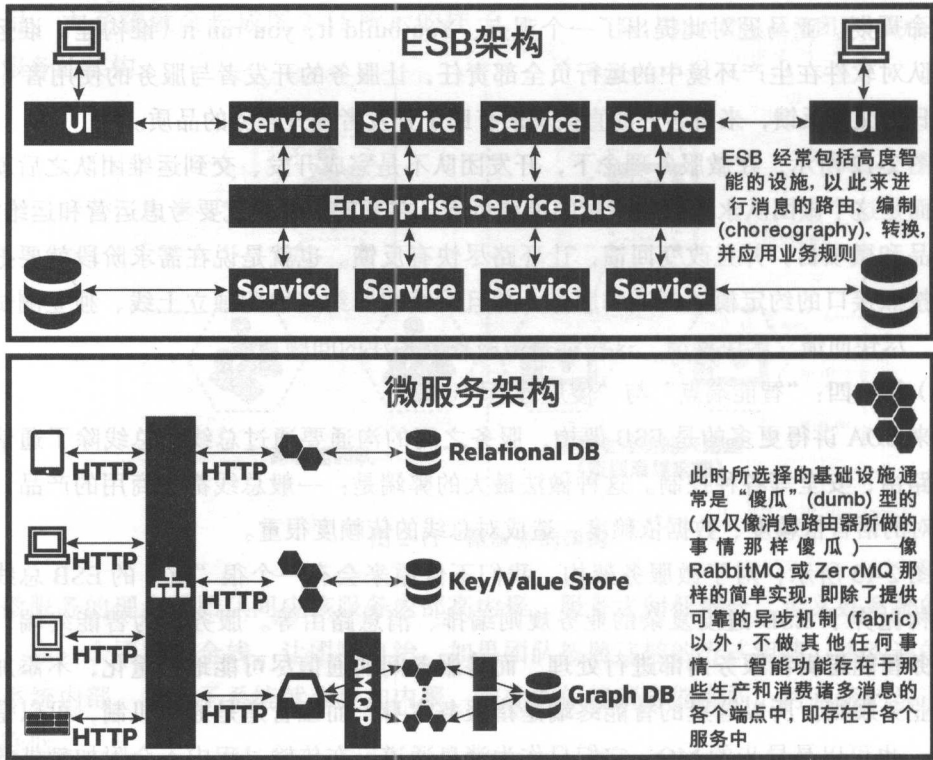 ESB架构
UI
Service
Service
Service
Service
UI
Enterprise Service Bus
ESB 经常包括高度智
能的设施, 以此来进
行消息的路由、编制
(choreography)、转换,
并应用业务规则
Service
Service
Service
Service
微服务架构
HTTP
HTTP
Relational DB
HTTP
Key/Value Store
HTTP
HTTP
HTTP
AMQP
Graph DB
此时所选择的基础设施通
常是“傻瓜”(dumb) 型的
(仅仅像消息路由器所做的
事情那样傻瓜)——像
RabbitMQ 或 ZeroMQ 那
样的简单实现, 即除了提供
可靠的异步机制 (fabric)
以外, 不做其他任何事
情——智能功能存在于那
些生产和消费诸多消息的
各个端点中, 即存在于各个
服务中